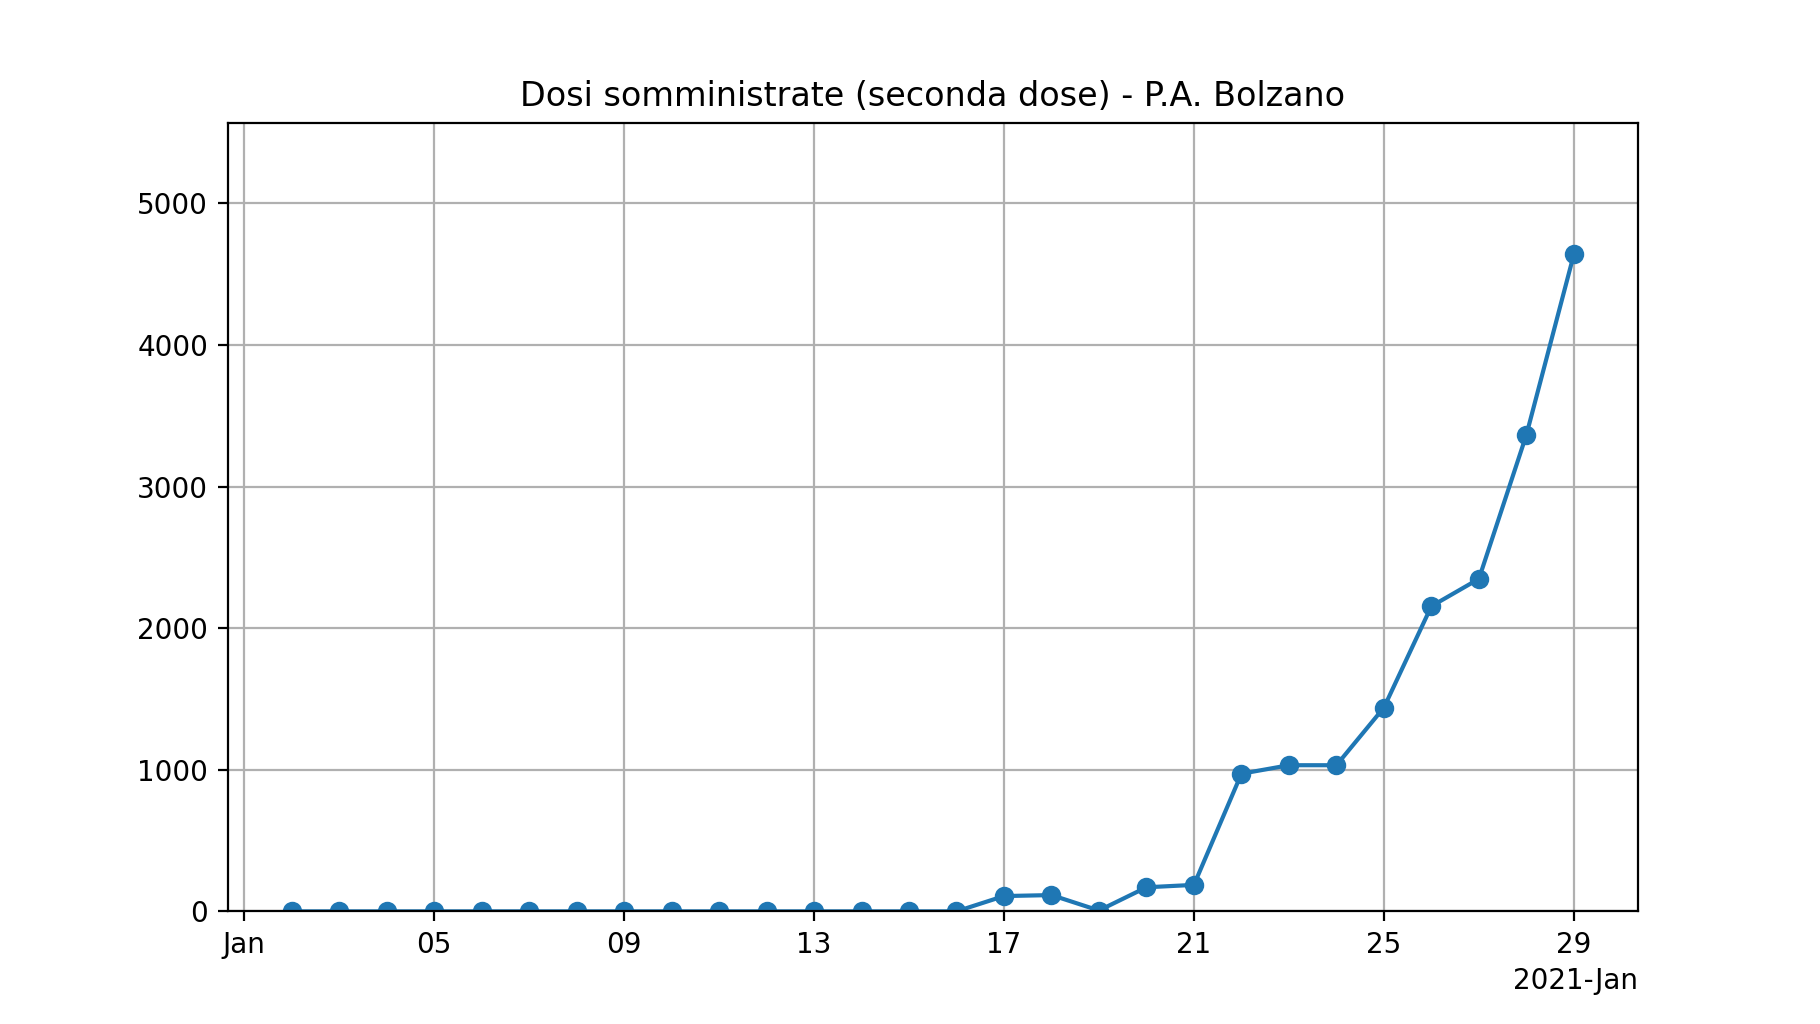 Dosi somministrate (seconda dose) - P.A. Bolzano
5000
4000
3000
2000
1000
0
Jan 05 09 13 17 21 25 29
2021-Jan